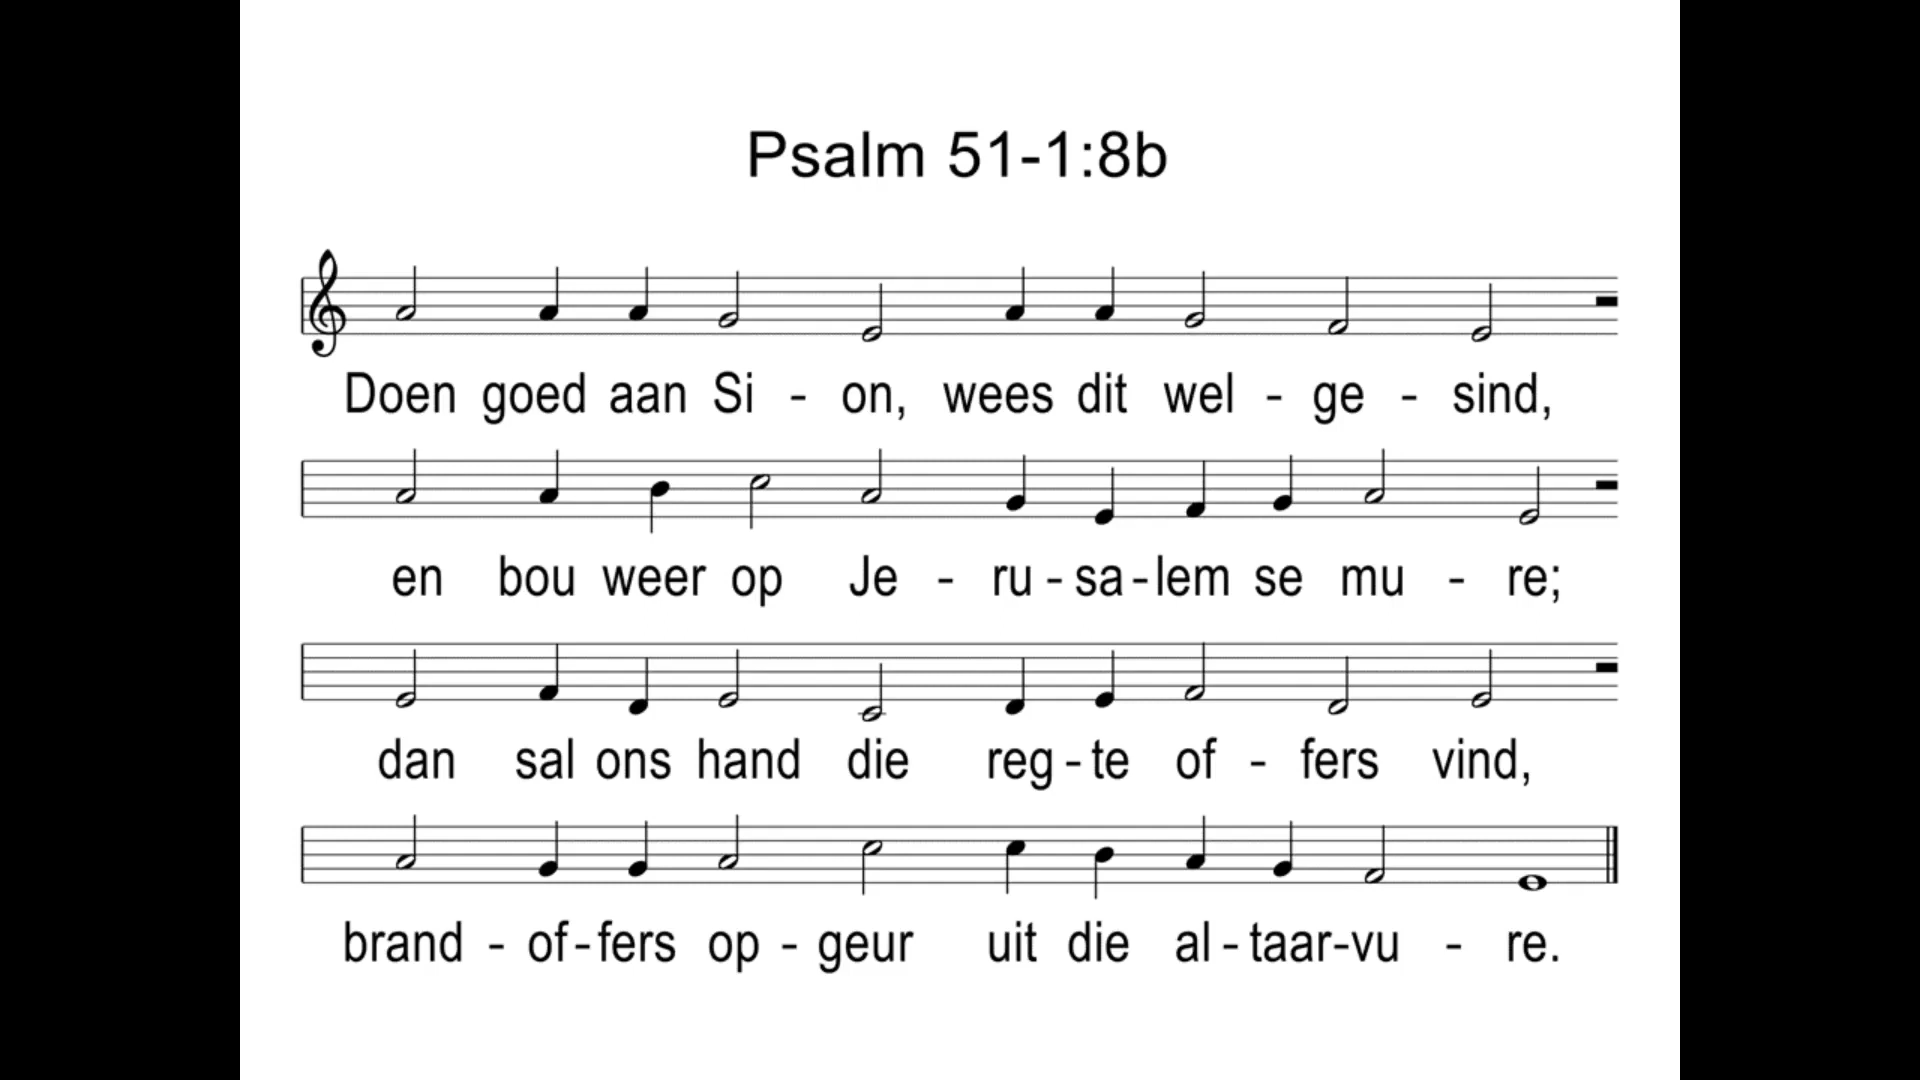 Psalm 51-1:8b
Doen goed aan Si - on, wees dit wel - ge - sind,
en bou weer op Je - ru - sa - lem se mu - re;
dan sal ons hand die reg - te of - fers vind,
brand - of - fers op - geur uit die al - taar - vu - re.